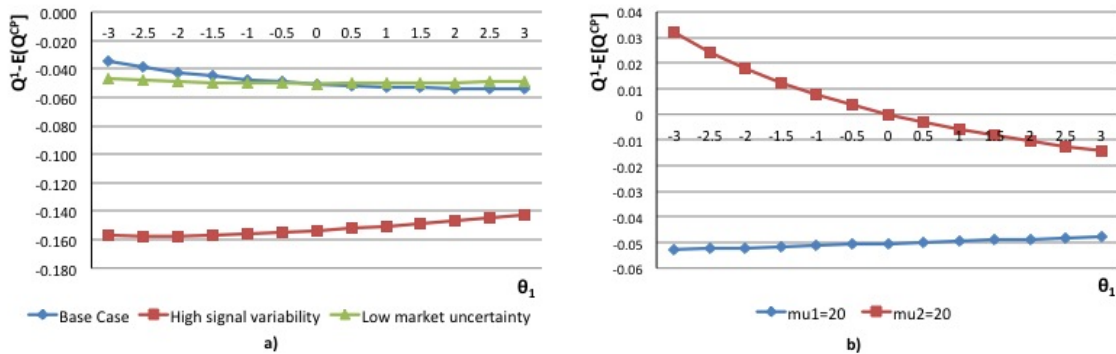 0.000
-0.020
-0.040
-0.060
-0.080
-0.100
-0.120
-0.140
-0.160
-0.180
Q¹-E[Q^CP]
-3 -2.5 -2 -1.5 -1 -0.5 0 0.5 1 1.5 2 2.5 3
θ₁
Base Case High signal variability Low market uncertainty
a)
0.04
0.03
0.02
0.01
0
-0.01
-0.02
-0.03
-0.04
-0.05
-0.06
Q¹-E[Q^CP]
-3 -2.5 -2 -1.5 -1 -0.5 0 0.5 1 1.5 2 2.5 3
θ₁
mu1=20 mu2=20
b)